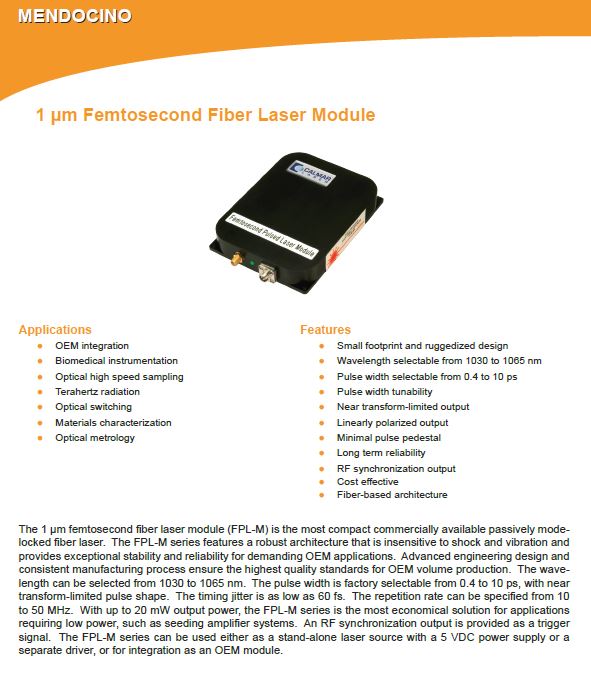 MENDOCINO
1 µm Femtosecond Fiber Laser Module
CALMAR
LASER
Femtosecond Pulsed Laser Module
Applications
OEM integration
Biomedical instrumentation
Optical high speed sampling
Terahertz radiation
Optical switching
Materials characterization
Optical metrology
Features
Small footprint and ruggedized design
Wavelength selectable from 1030 to 1065 nm
Pulse width selectable from 0.4 to 10 ps
Pulse width tunability
Near transform-limited output
Linearly polarized output
Minimal pulse pedestal
Long term reliability
RF synchronization output
Cost effective
Fiber-based architecture
The 1 µm femtosecond fiber laser module (FPL-M) is the most compact commercially available passively mode-
locked fiber laser. The FPL-M series features a robust architecture that is insensitive to shock and vibration and
provides exceptional stability and reliability for demanding OEM applications. Advanced engineering design and
consistent manufacturing process ensure the highest quality standards for OEM volume production. The wave-
length can be selected from 1030 to 1065 nm. The pulse width is factory selectable from 0.4 to 10 ps, with near
transform-limited pulse shape. The timing jitter is as low as 60 fs. The repetition rate can be specified from 10
to 50 MHz. With up to 20 mW output power, the FPL-M series is the most economical solution for applications
requiring low power, such as seeding amplifier systems. An RF synchronization output is provided as a trigger
signal. The FPL-M series can be used either as a stand-alone laser source with a 5 VDC power supply or a
separate driver, or for integration as an OEM module.